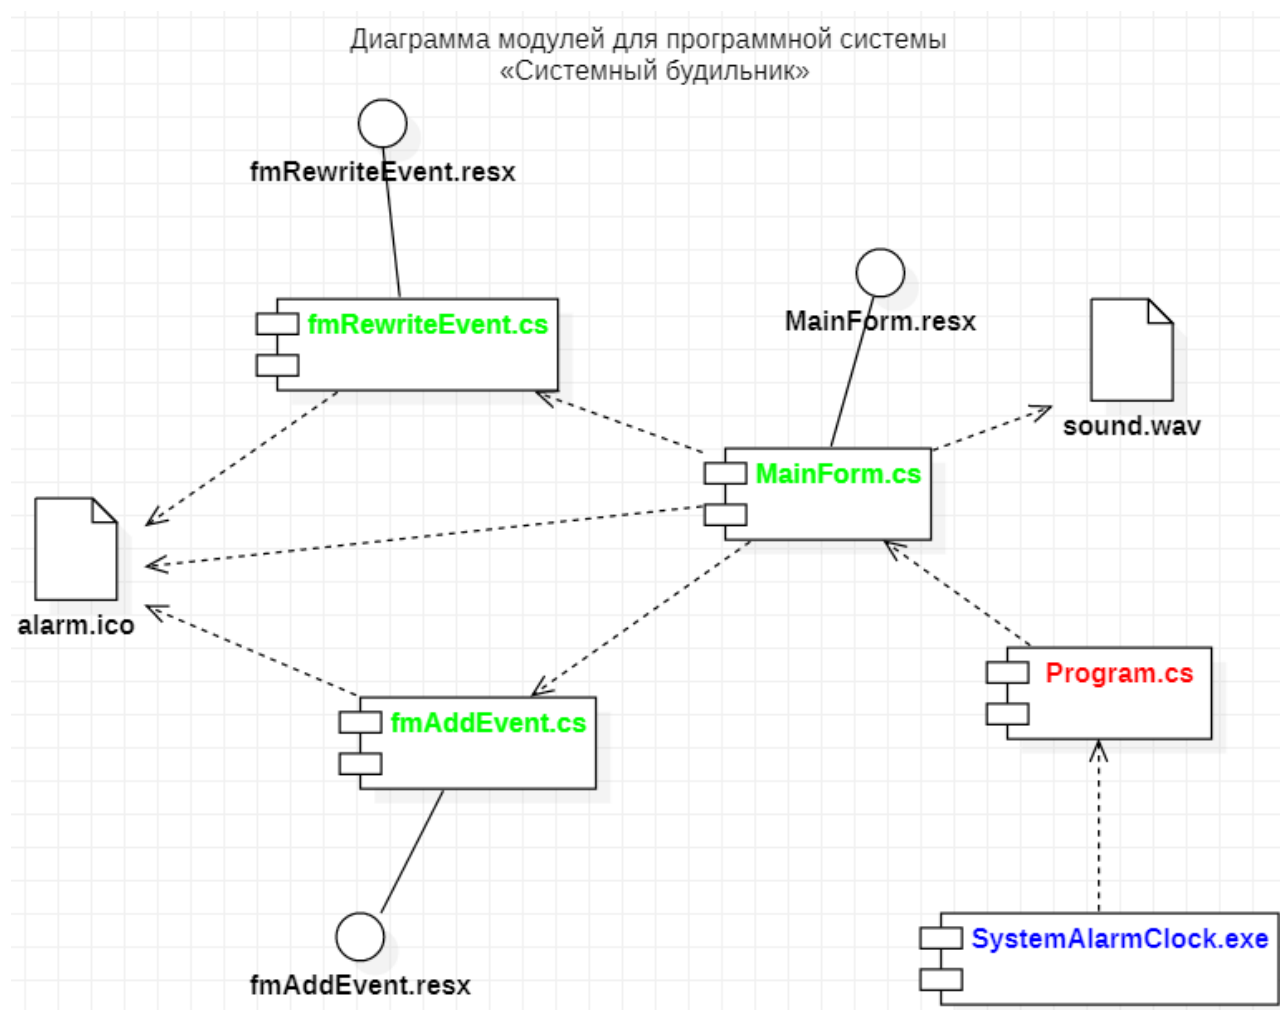 Диаграмма модулей для программной системы
«Системный будильник»
fmRewriteEvent.resx
MainForm.resx
fmRewriteEvent.cs
sound.wav
MainForm.cs
alarm.ico
Program.cs
fmAddEvent.cs
SystemAlarmClock.exe
fmAddEvent.resx